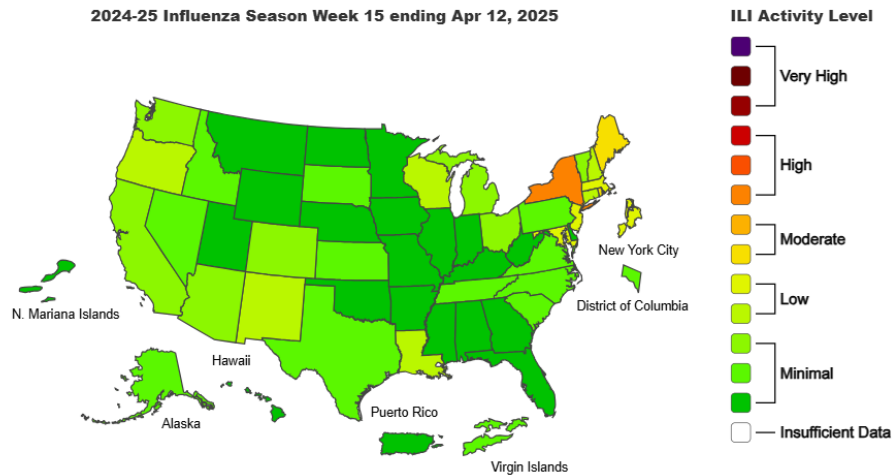 2024-25 Influenza Season Week 15 ending Apr 12, 2025
ILI Activity Level
Very High
High
Moderate
Low
Minimal
Insufficient Data
New York City
District of Columbia
N. Mariana Islands
Hawaii
Alaska
Puerto Rico
Virgin Islands